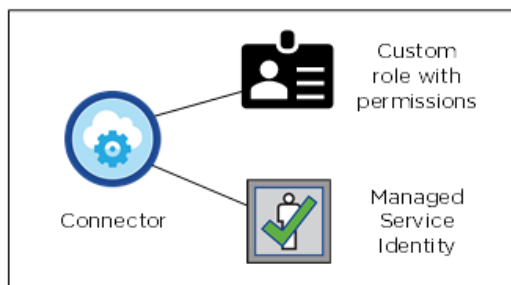 Custom
role with
permissions
Connector
Managed
Service
Identity